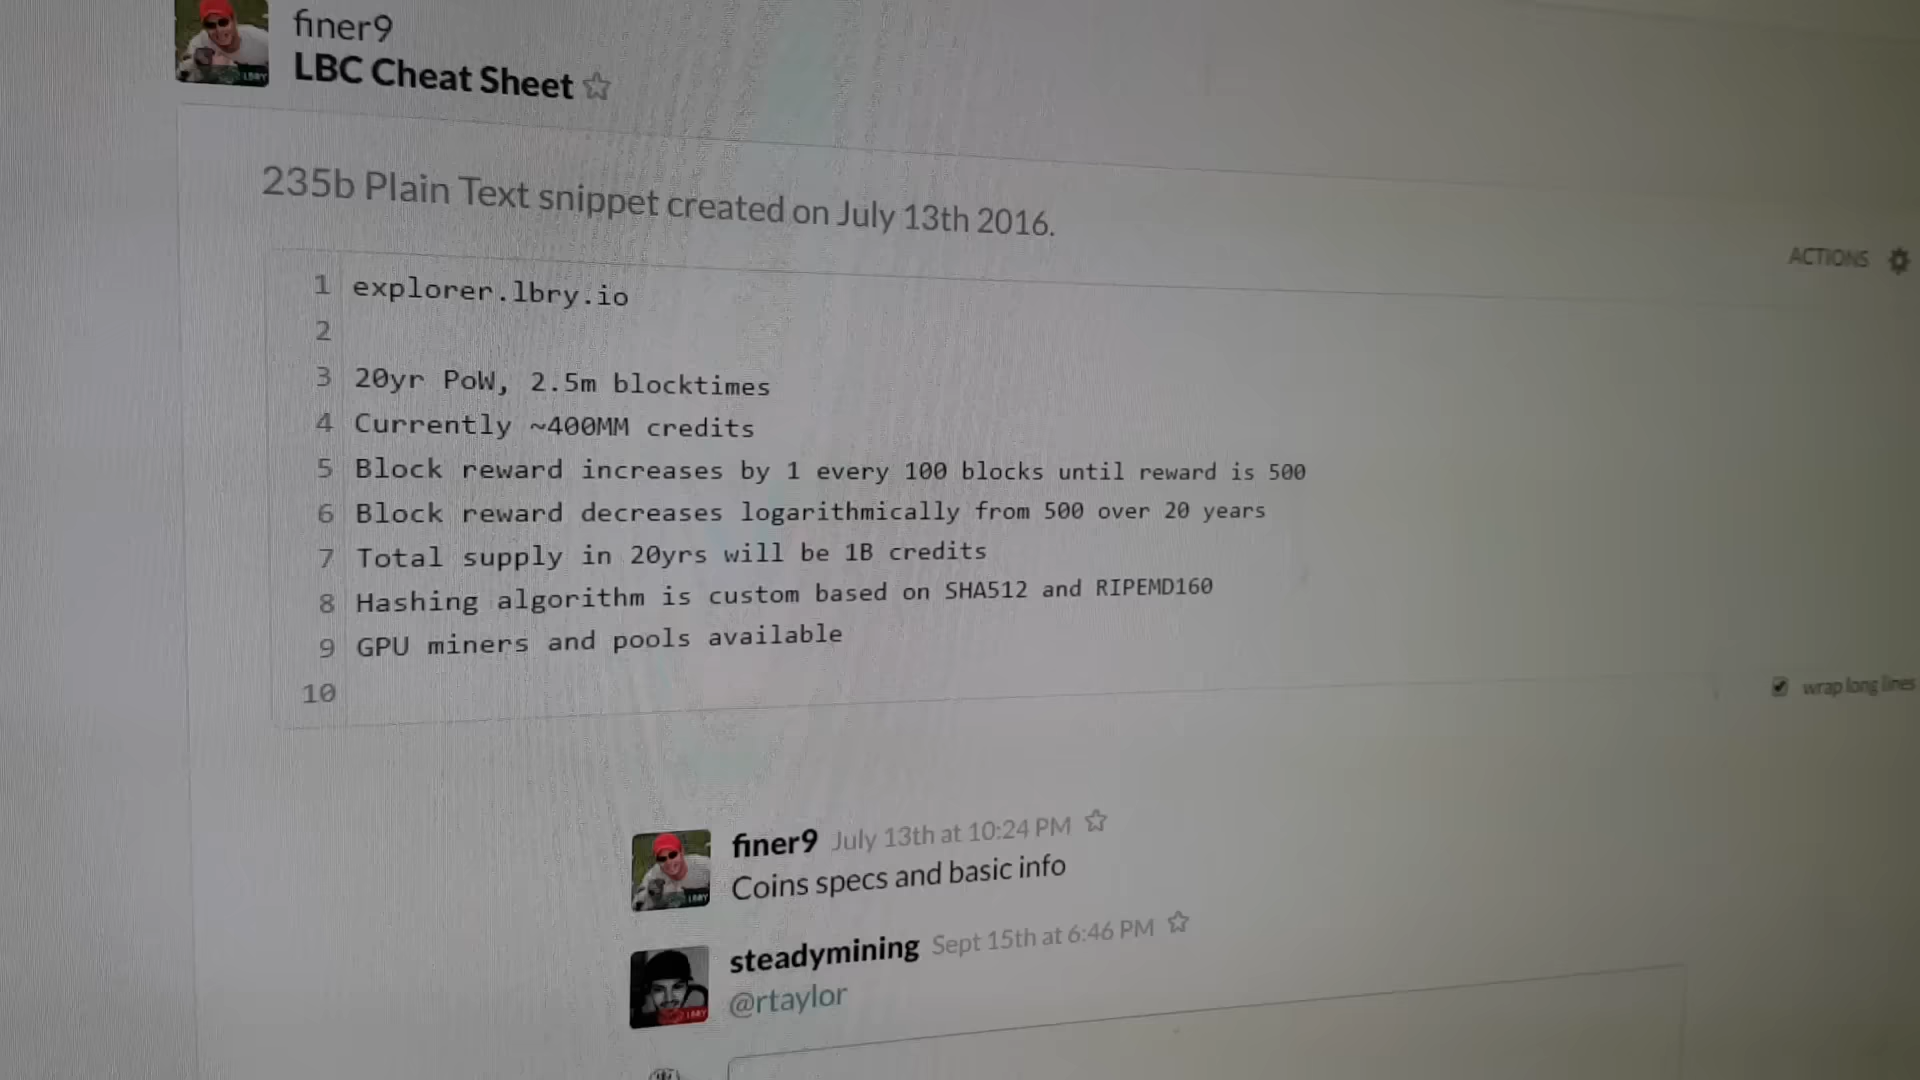 finer9
LBC Cheat Sheet
235b Plain Text snippet created on July 13th 2016.
ACTIONS
1 explorer.lbry.io
2
3 20yr PoW, 2.5m blocktimes
4 Currently ~400MM credits
5 Block reward increases by 1 every 100 blocks until reward is 500
6 Block reward decreases logarithmically from 500 over 20 years
7 Total supply in 20yrs will be 1B credits
8 Hashing algorithm is custom based on SHA512 and RIPEMD160
9 GPU miners and pools available
10
wrap long lines
finer9 July 13th at 10:24 PM
Coins specs and basic info
steadymining Sept 15th at 6:46 PM
@rtaylor
LBRY
LBRY
LBRY